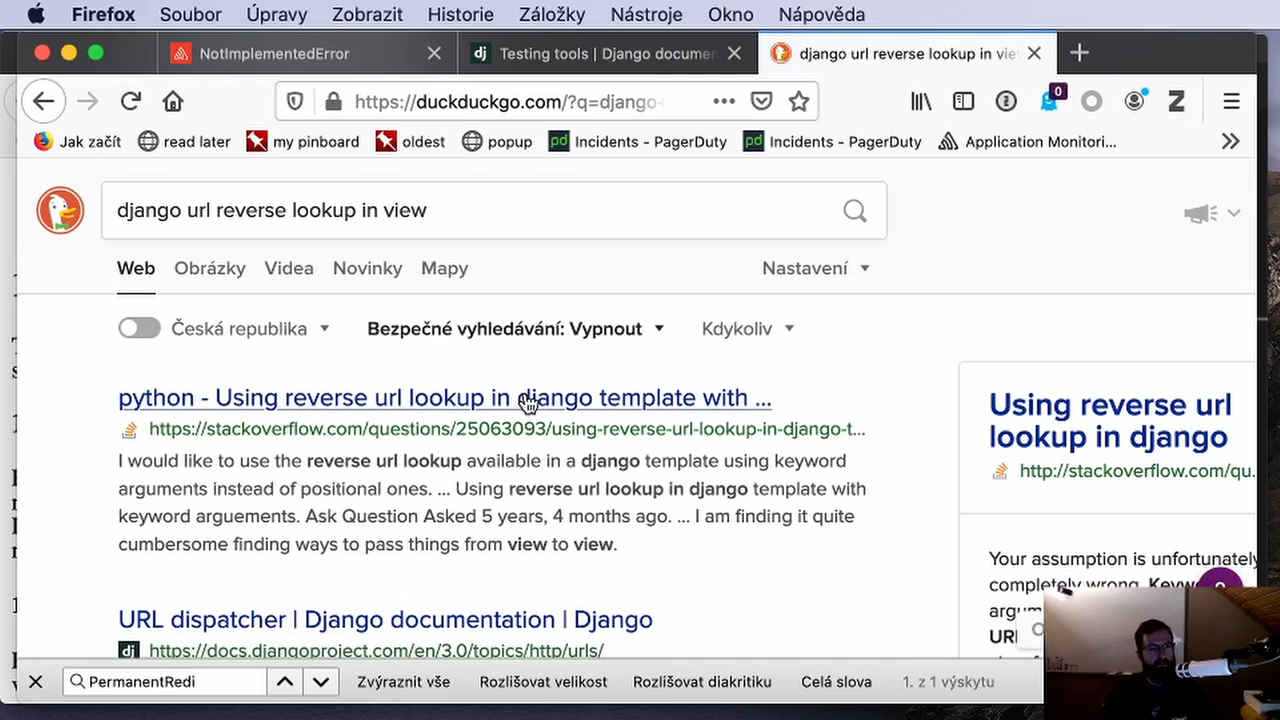 Firefox Soubor Úpravy Zobrazit Historie Záložky Nástroje Okno Nápověda
NotImplementedError
dj Testing tools | Django documen
django url reverse lookup in vie
https://duckduckgo.com/?q=django+
0
Z
Jak začít read later my pinboard oldest popup pd Incidents - PagerDuty pd Incidents - PagerDuty Application Monitori...
django url reverse lookup in view
Web Obrázky Videa Novinky Mapy Nastavení
Česká republika Bezpečné vyhledávání: Vypnout Kdykoliv
python - Using reverse url lookup in django template with ...
https://stackoverflow.com/questions/25063093/using-reverse-url-lookup-in-django-t...
I would like to use the reverse url lookup available in a django template using keyword
arguments instead of positional ones. ... Using reverse url lookup in django template with
keyword arguements. Ask Question Asked 5 years, 4 months ago. ... I am finding it quite
cumbersome finding ways to pass things from view to view.
URL dispatcher | Django documentation | Django
dj https://docs.djangoproject.com/en/3.0/topics/http/urls/
Using reverse url
lookup in django
http://stackoverflow.com/qu.
Your assumption is unfortunately
completely wrong. Keyw
argum
URL
PermanentRedi Zvýraznit vše Rozlišovat velikost Rozlišovat diakritiku Celá slova 1. z 1 výskytu